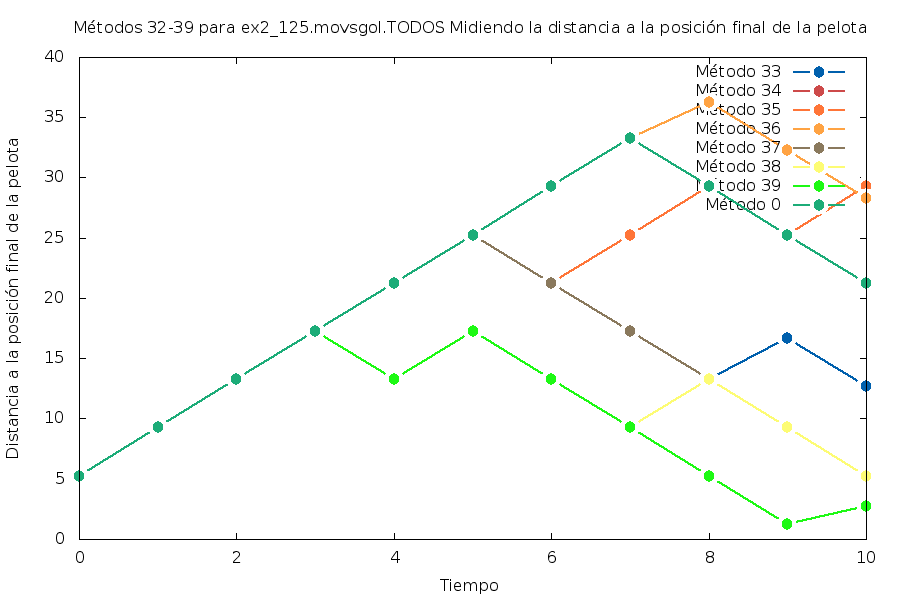 Métodos 32-39 para ex2_125.movsgol.TODOS Midiendo la distancia a la posición final de la pelota
Distancia a la posición final de la pelota
40
35
30
25
20
15
10
5
0
Método 33
Método 34
Método 35
Método 36
Método 37
Método 38
Método 39
Método 0
0 2 4 6 8 10
Tiempo